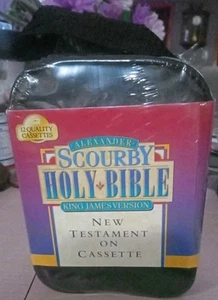 12 QUALITY
CASSETTES
ALEXANDER
SCOURBY
HOLY BIBLE
KING JAMES VERSION
NEW
TESTAMENT
ON
CASSETTE